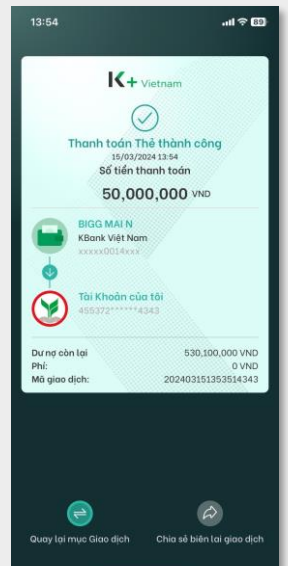 13:54
89
K+ Vietnam
Thanh toán Thẻ thành công
15/03/2024 13:54
Số tiền thanh toán
50,000,000 VND
BIGG MAI N
KBank Việt Nam
xxxxx0014xxx
Tài Khoản của tôi
455372******4343
Dư nợ còn lại 530,100,000 VND
Phí: 0 VND
Mã giao dịch: 202403151353514343
Quay lại mục Giao dịch Chia sẻ biên lai giao dịch